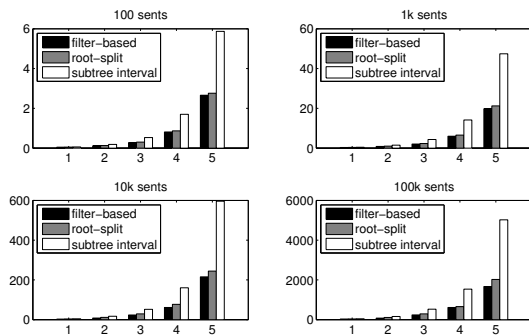 100 sents
6
4
2
0
filter-based
root-split
subtree interval
1 2 3 4 5
1k sents
60
40
20
0
filter-based
root-split
subtree interval
1 2 3 4 5
10k sents
600
400
200
0
filter-based
root-split
subtree interval
1 2 3 4 5
100k sents
6000
4000
2000
0
filter-based
root-split
subtree interval
1 2 3 4 5